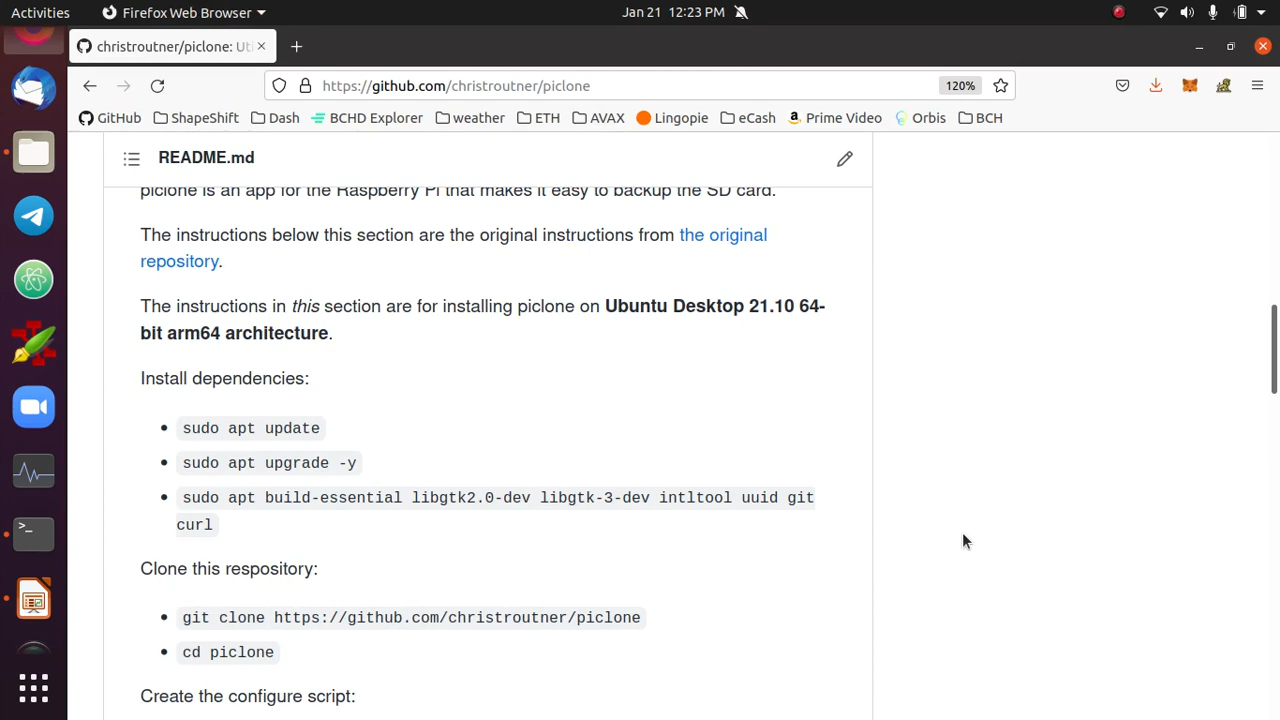 Activities
Firefox Web Browser
Jan 21 12:23 PM
christroutner/piclone: Uti
https://github.com/christroutner/piclone
120%
GitHub
ShapeShift
Dash
BCHD Explorer
weather
ETH
AVAX
Lingopie
eCash
Prime Video
Orbis
BCH
README.md
piclone is an app for the Raspberry Pi that makes it easy to backup the SD card.
The instructions below this section are the original instructions from the original
repository.
The instructions in this section are for installing piclone on Ubuntu Desktop 21.10 64-
bit arm64 architecture.
Install dependencies:
sudo apt update
sudo apt upgrade -y
sudo apt build-essential libgtk2.0-dev libgtk-3-dev intltool uuid git
curl
Clone this respository:
git clone https://github.com/christroutner/piclone
cd piclone
Create the configure script: